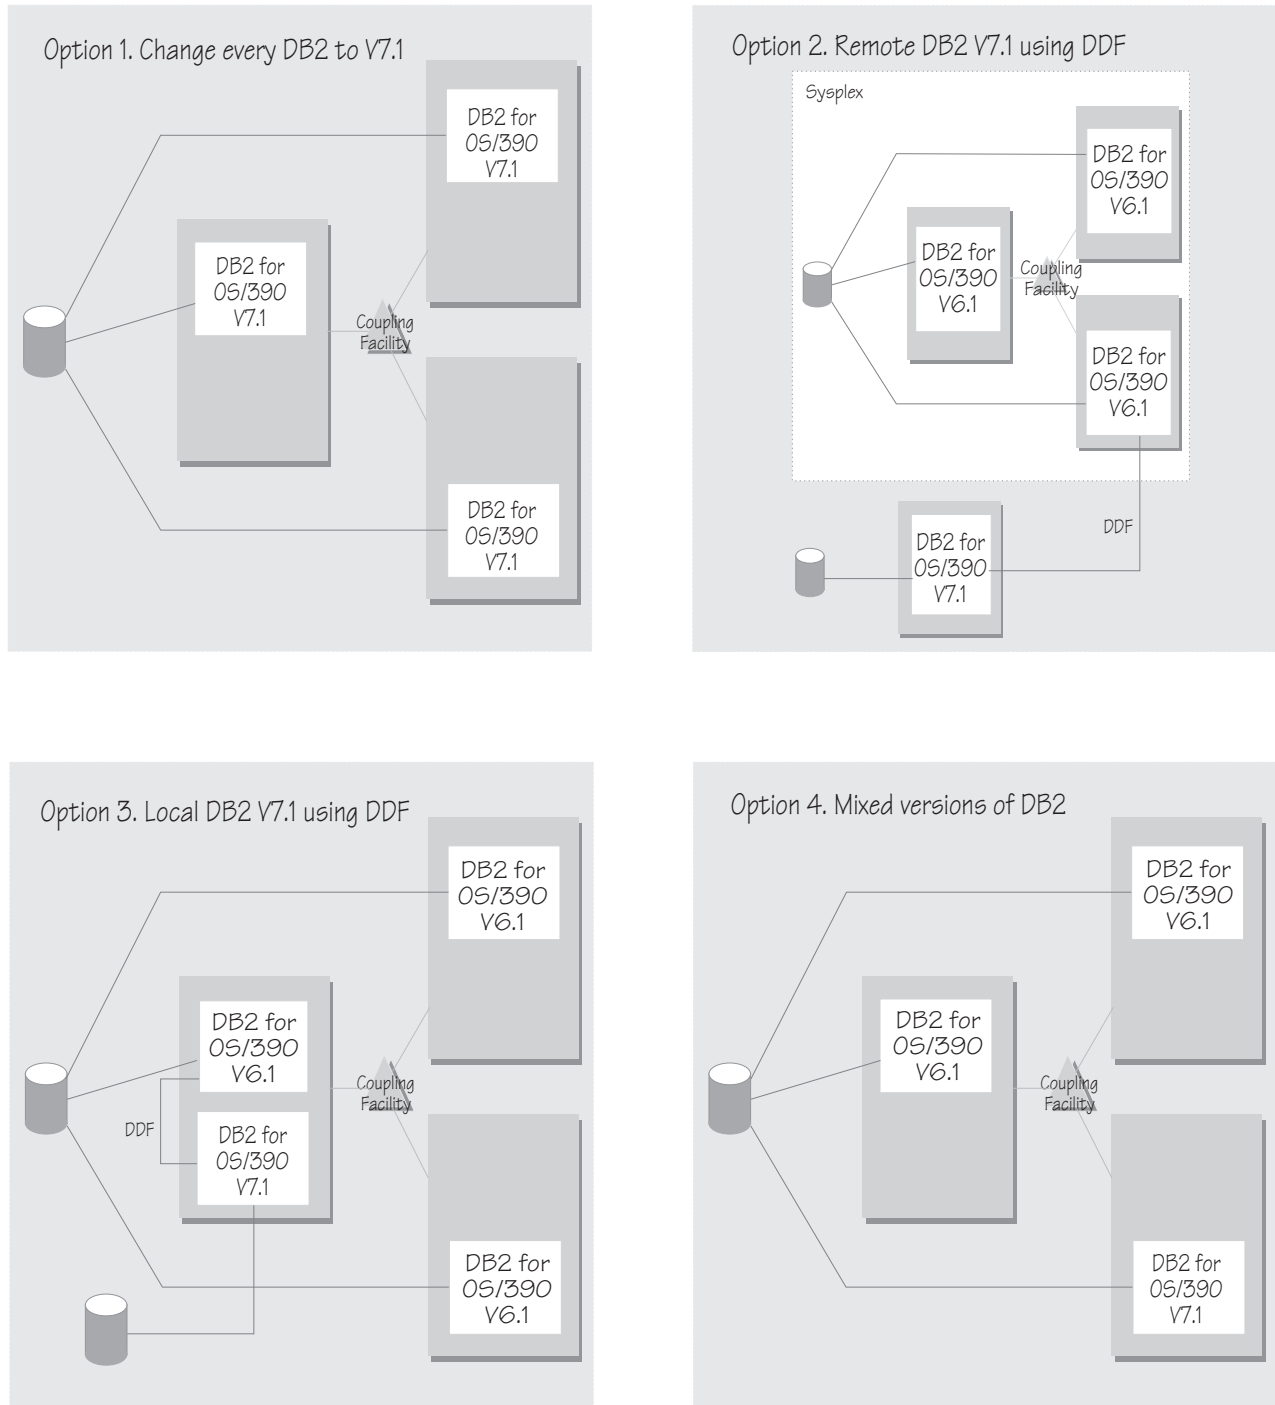 Option 1. Change every DB2 to V7.1
DB2 for
OS/390
V7.1
DB2 for
OS/390
V7.1
Coupling
Facility
DB2 for
OS/390
V7.1
Option 2. Remote DB2 V7.1 using DDF
Sysplex
DB2 for
OS/390
V6.1
DB2 for
OS/390
V6.1
Coupling
Facility
DB2 for
OS/390
V6.1
DDF
DB2 for
OS/390
V7.1
Option 3. Local DB2 V7.1 using DDF
DB2 for
OS/390
V6.1
DB2 for
OS/390
V6.1
Coupling
Facility
DDF
DB2 for
OS/390
V7.1
DB2 for
OS/390
V6.1
Option 4. Mixed versions of DB2
DB2 for
OS/390
V6.1
DB2 for
OS/390
V6.1
Coupling
Facility
DB2 for
OS/390
V7.1